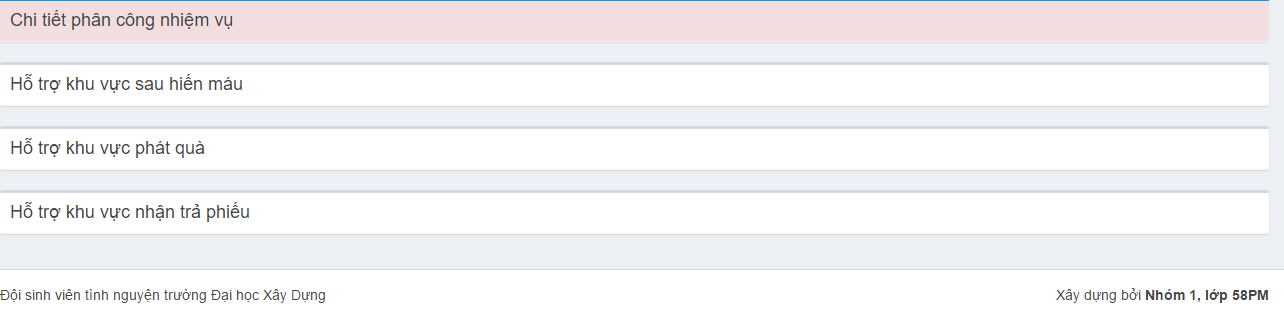 Chi tiết phân công nhiệm vụ
Hỗ trợ khu vực sau hiến máu
Hỗ trợ khu vực phát quà
Hỗ trợ khu vực nhận trả phiếu
Đội sinh viên tình nguyện trường Đại học Xây Dựng
Xây dựng bởi Nhóm 1, lớp 58PM